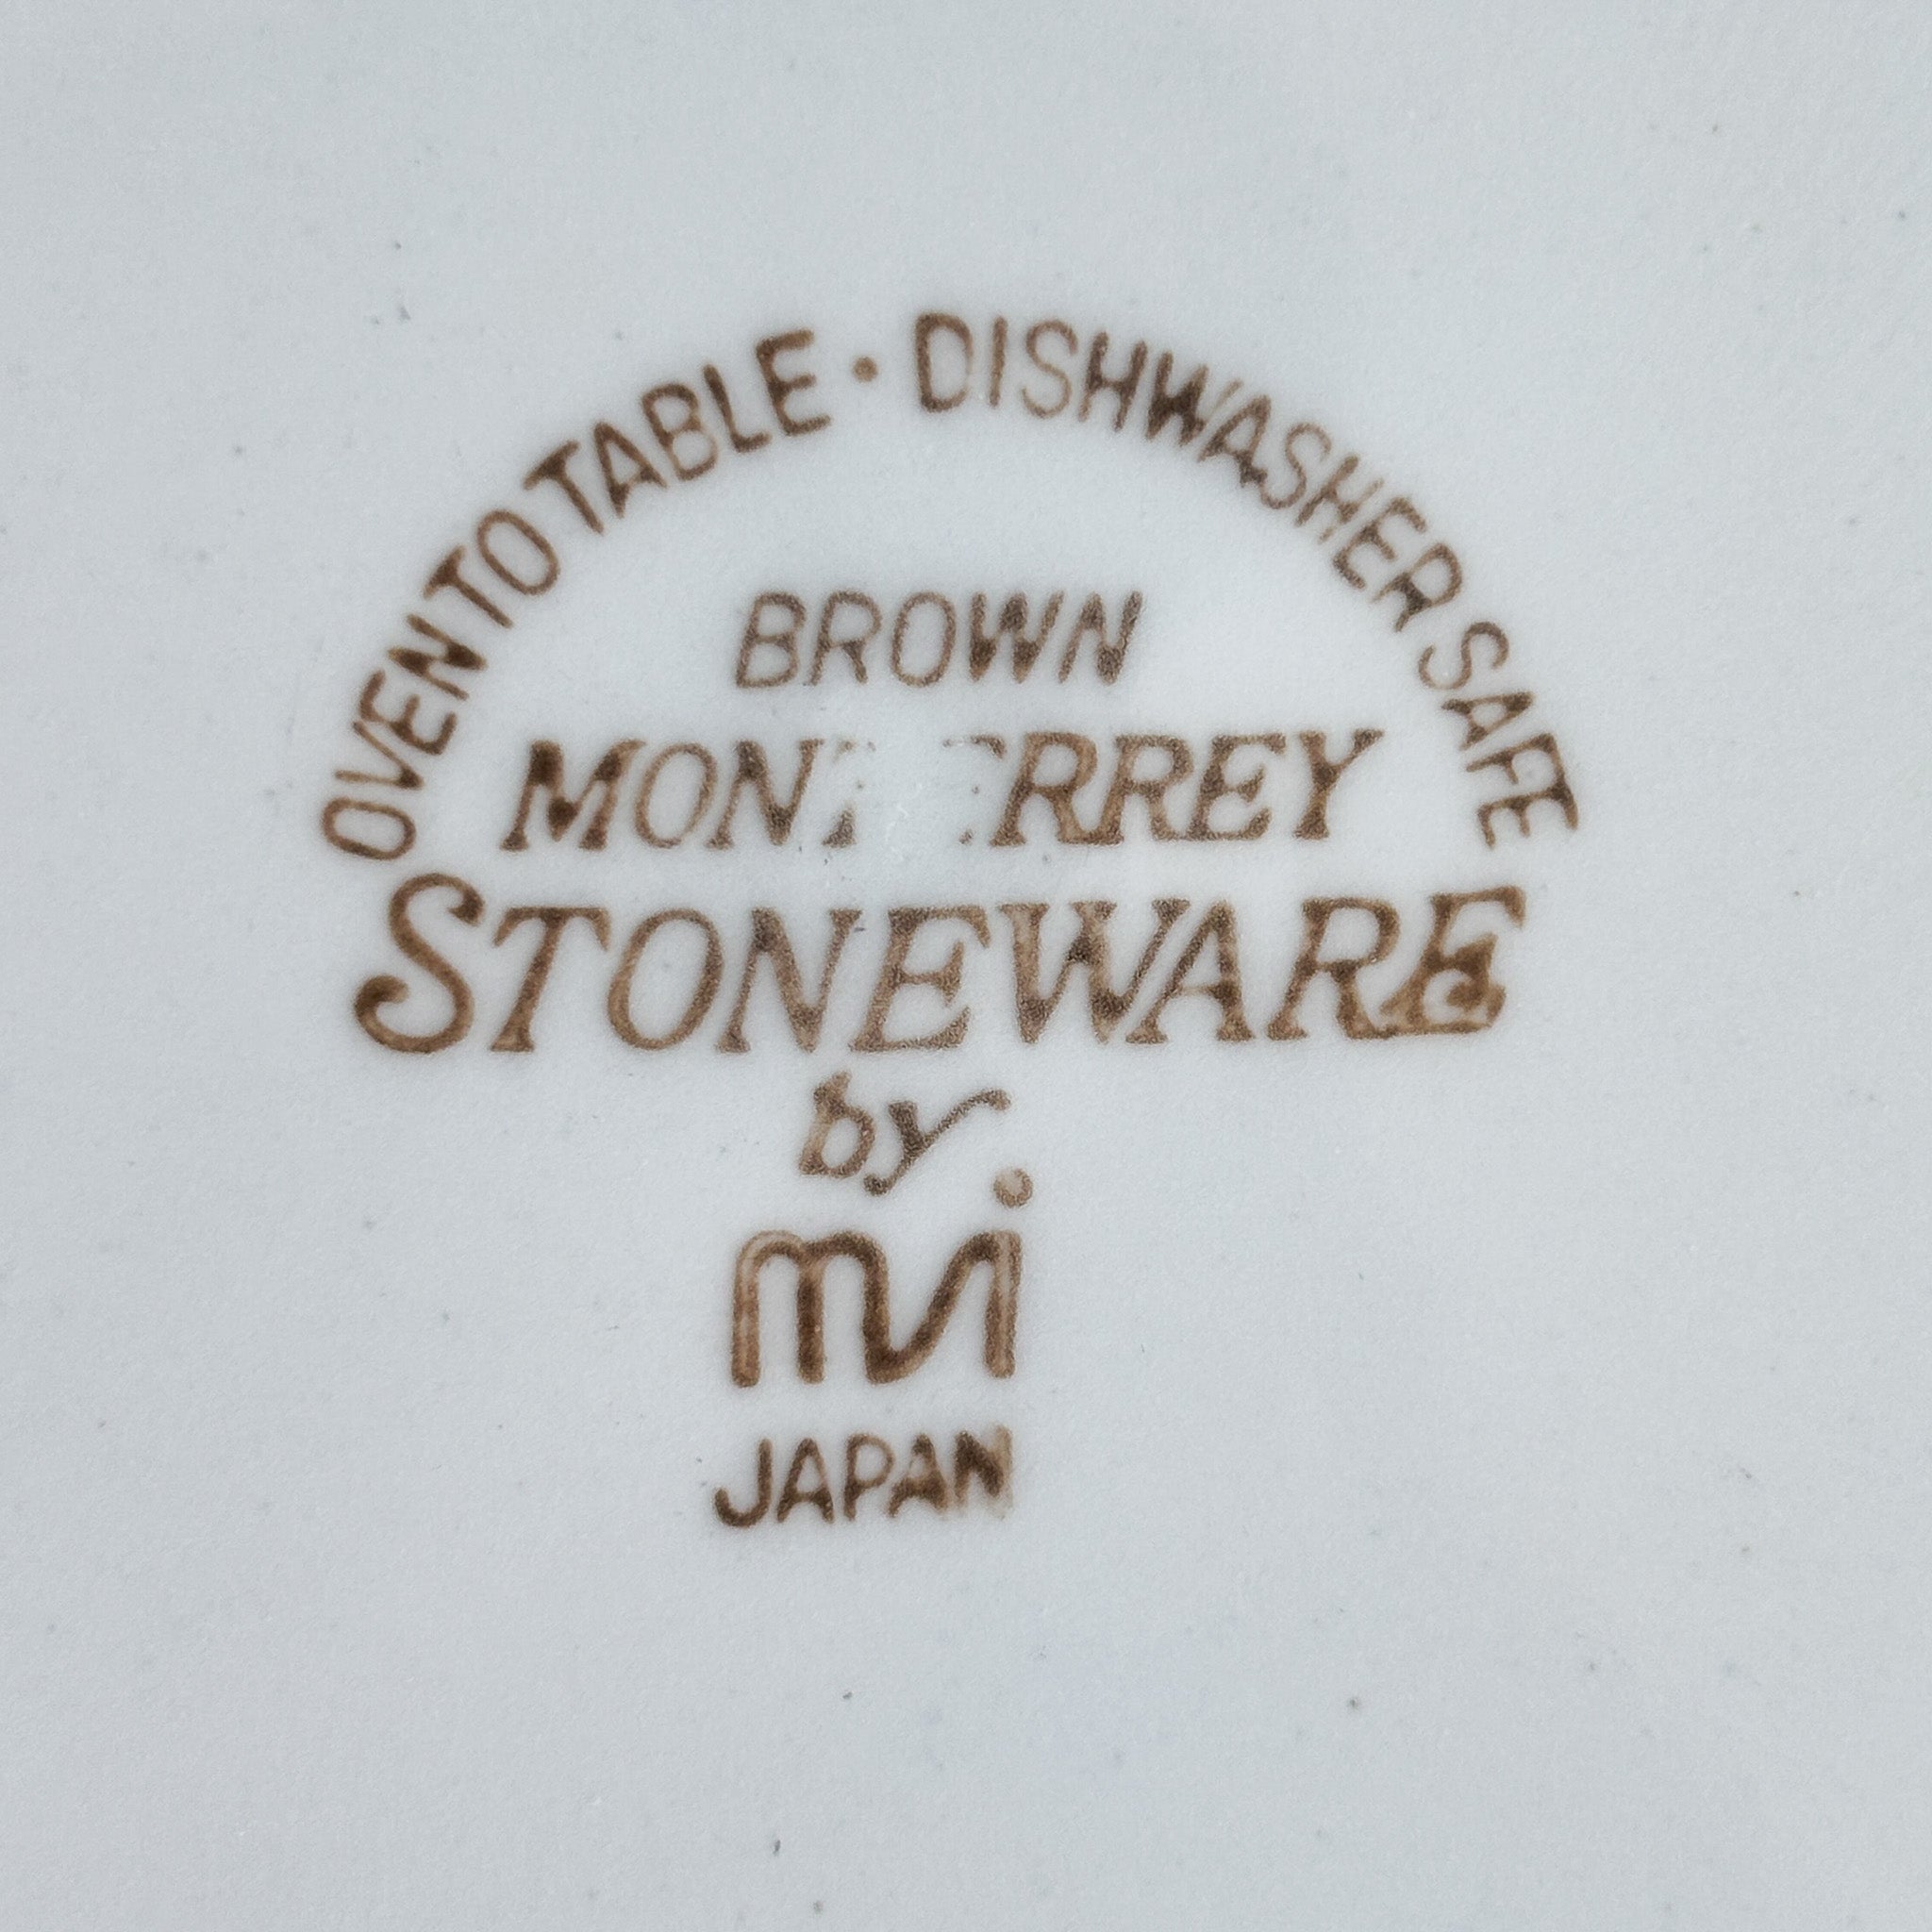 OVEN TO TABLE · DISHWASHER SAFE
BROWN
MONTERREY
STONEWARE
by
mi
JAPAN